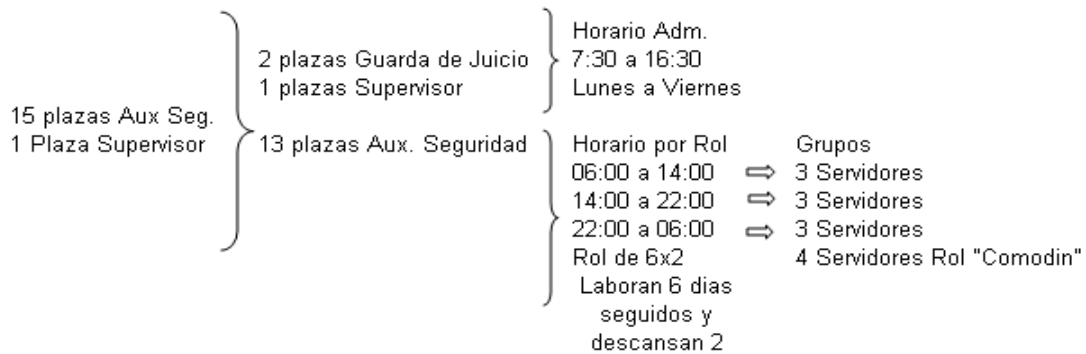 15 plazas Aux Seg.
1 Plaza Supervisor
2 plazas Guarda de Juicio
1 plazas Supervisor
Horario Adm.
7:30 a 16:30
Lunes a Viernes
13 plazas Aux. Seguridad
Horario por Rol Grupos
06:00 a 14:00 ⇨ 3 Servidores
14:00 a 22:00 ⇨ 3 Servidores
22:00 a 06:00 ⇨ 3 Servidores
Rol de 6x2 4 Servidores Rol "Comodin"
Laboran 6 dias
seguidos y
descansan 2